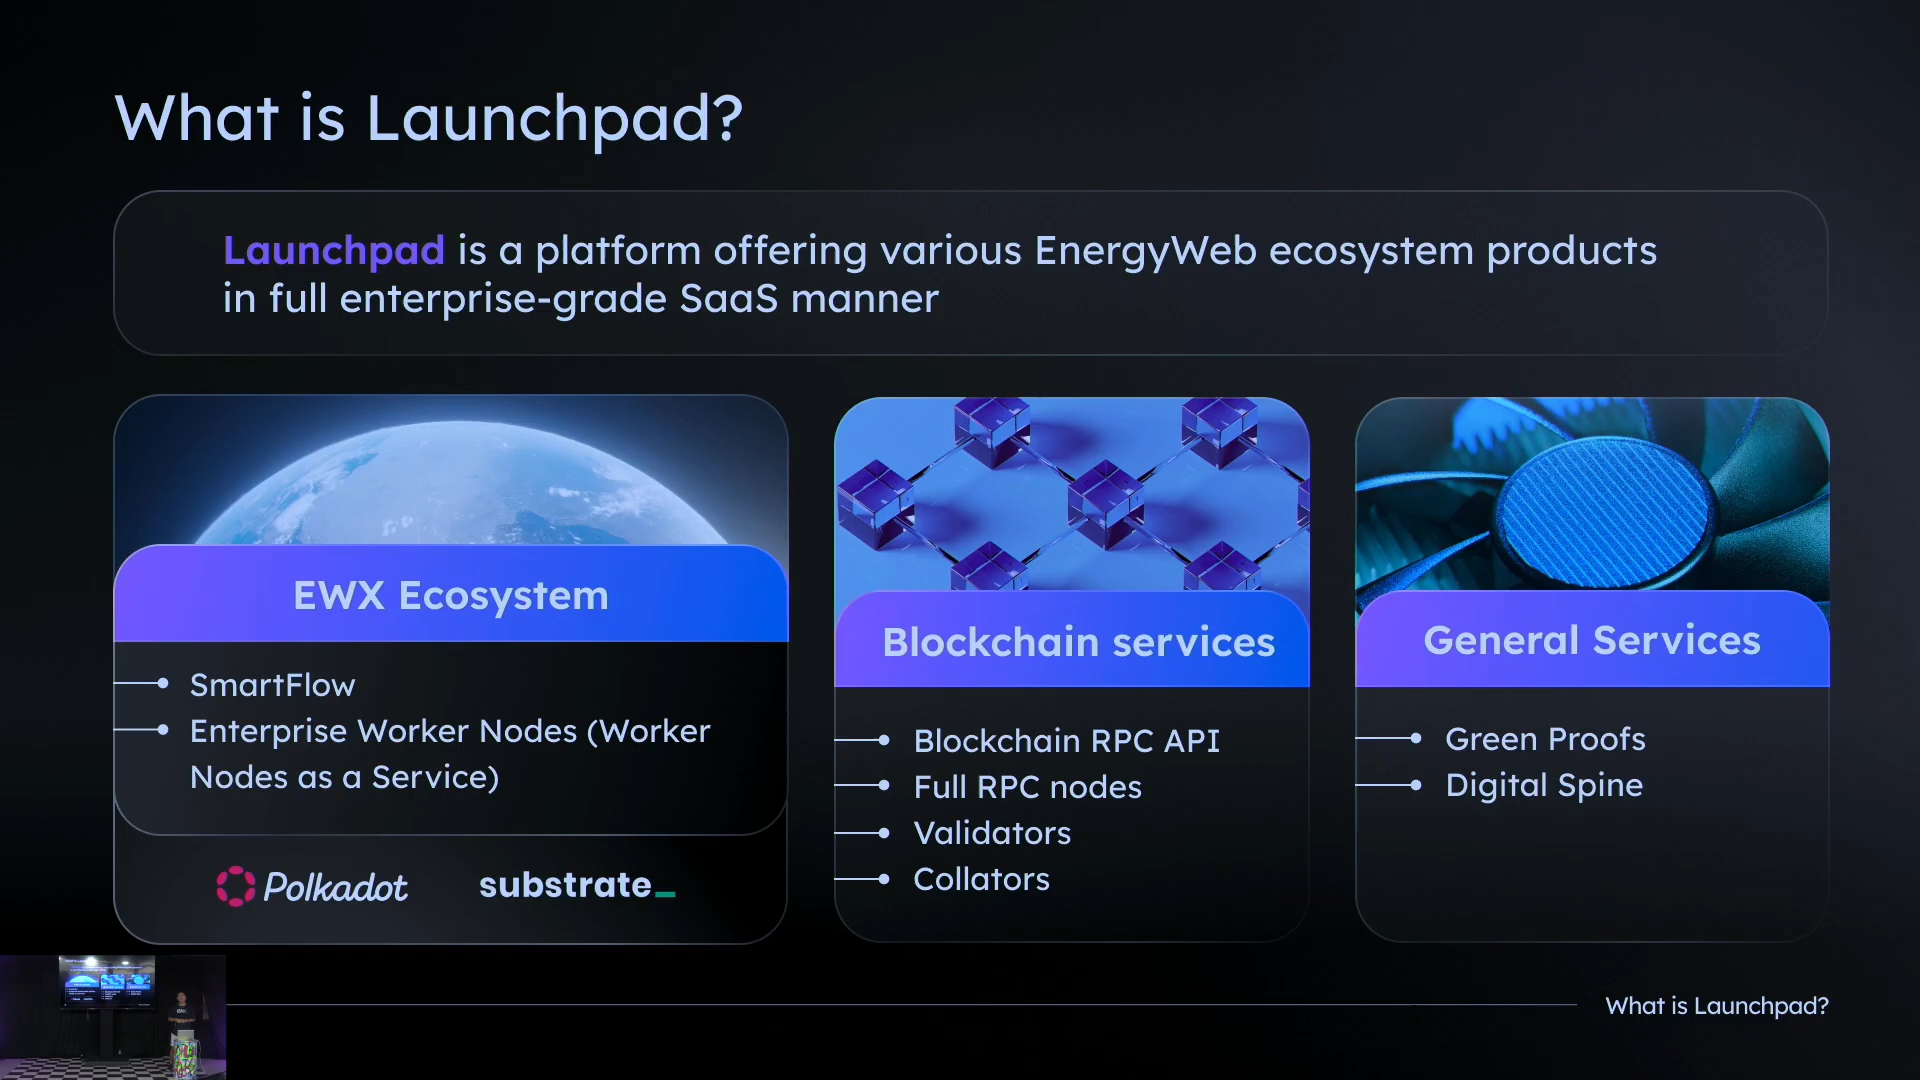 What is Launchpad?
Launchpad is a platform offering various EnergyWeb ecosystem products
in full enterprise-grade SaaS manner
EWX Ecosystem
SmartFlow
Enterprise Worker Nodes (Worker
Nodes as a Service)
Polkadot
substrate_
Blockchain services
Blockchain RPC API
Full RPC nodes
Validators
Collators
General Services
Green Proofs
Digital Spine
What is Launchpad?